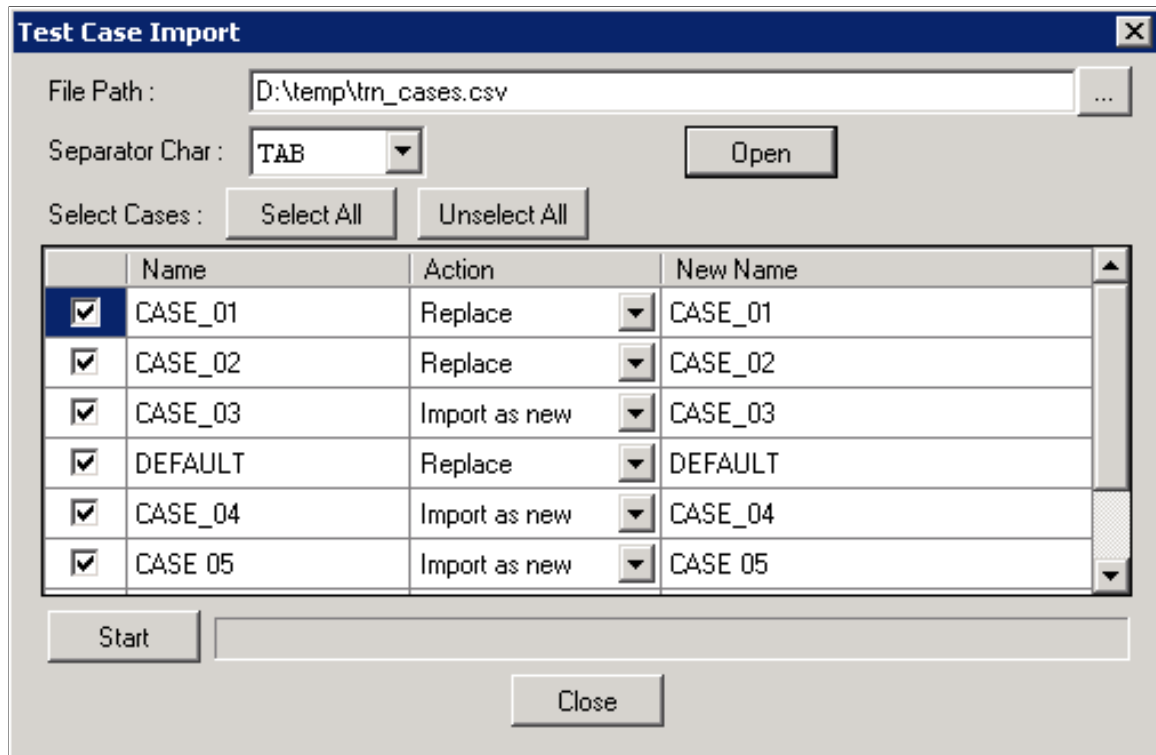 Test Case Import
File Path : D:\temp\trn_cases.csv ...
Separator Char : TAB Open
Select Cases : Select All Unselect All
Name Action New Name
CASE_01 Replace CASE_01
CASE_02 Replace CASE_02
CASE_03 Import as new CASE_03
DEFAULT Replace DEFAULT
CASE_04 Import as new CASE_04
CASE 05 Import as new CASE 05
Start
Close